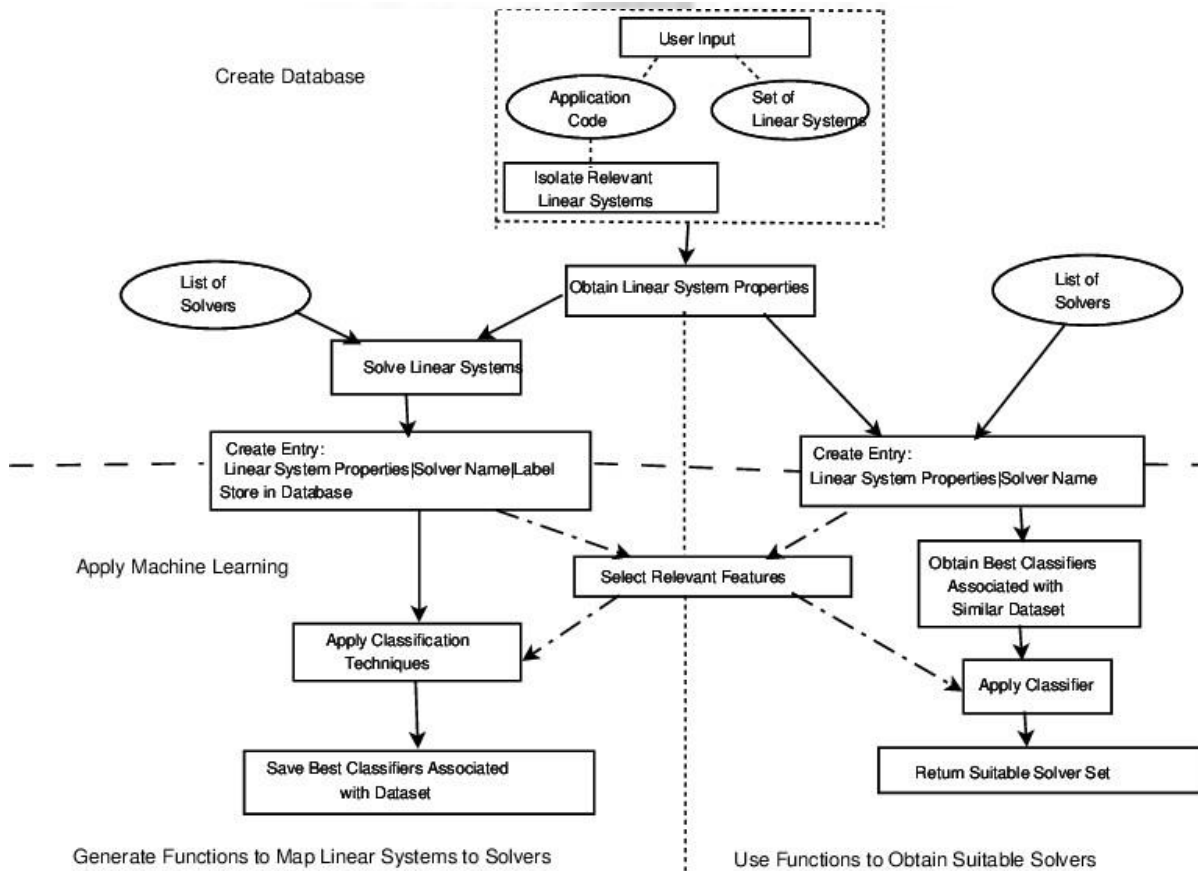 User Input
Create Database
Application
Code
Set of
Linear Systems
Isolate Relevant
Linear Systems
List of
Solvers
Obtain Linear System Properties
List of
Solvers
Solve Linear Systems
Create Entry:
Linear System Properties|Solver Name|Label
Store in Database
Create Entry:
Linear System Properties|Solver Name
Apply Machine Learning
Select Relevant Features
Obtain Best Classifiers
Associated with
Similar Dataset
Apply Classification
Techniques
Apply Classifier
Save Best Classifiers Associated
with Dataset
Return Suitable Solver Set
Generate Functions to Map Linear Systems to Solvers
Use Functions to Obtain Suitable Solvers